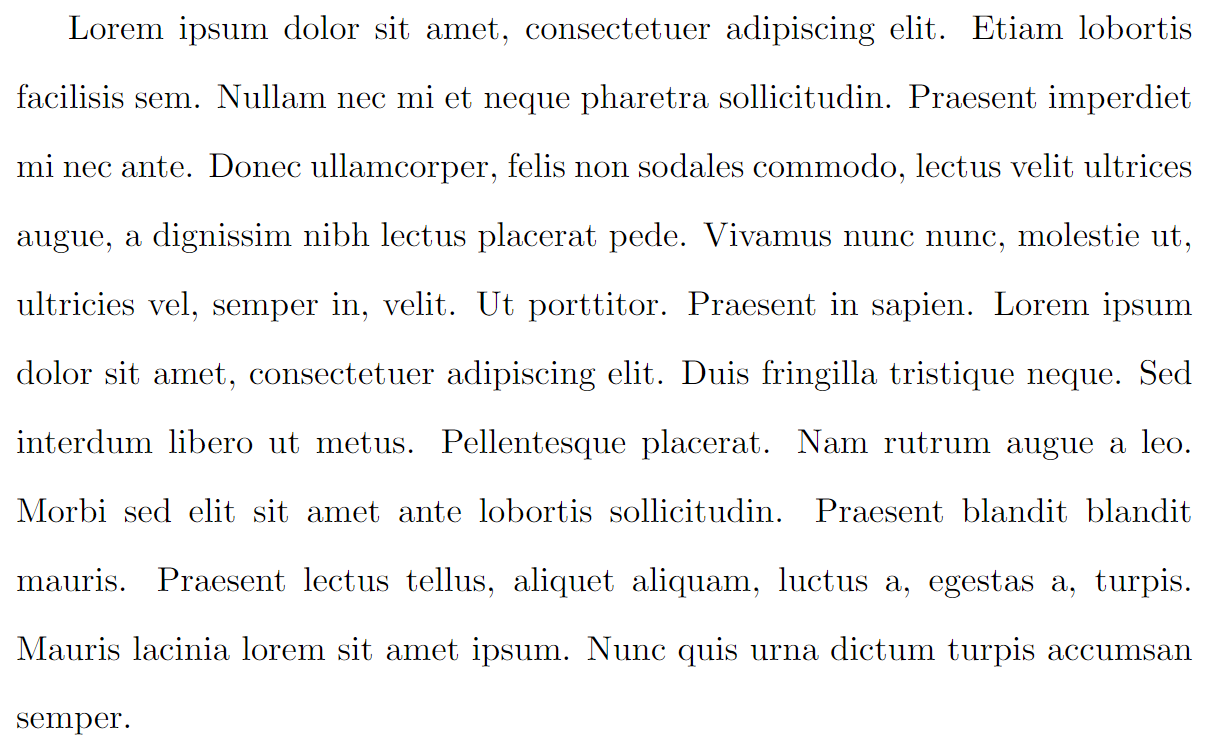 Lorem ipsum dolor sit amet, consectetuer adipiscing elit. Etiam lobortis
facilisis sem. Nullam nec mi et neque pharetra sollicitudin. Praesent imperdiet
mi nec ante. Donec ullamcorper, felis non sodales commodo, lectus velit ultrices
augue, a dignissim nibh lectus placerat pede. Vivamus nunc nunc, molestie ut,
ultricies vel, semper in, velit. Ut porttitor. Praesent in sapien. Lorem ipsum
dolor sit amet, consectetuer adipiscing elit. Duis fringilla tristique neque. Sed
interdum libero ut metus. Pellentesque placerat. Nam rutrum augue a leo.
Morbi sed elit sit amet ante lobortis sollicitudin. Praesent blandit blandit
mauris. Praesent lectus tellus, aliquet aliquam, luctus a, egestas a, turpis.
Mauris lacinia lorem sit amet ipsum. Nunc quis urna dictum turpis accumsan
semper.